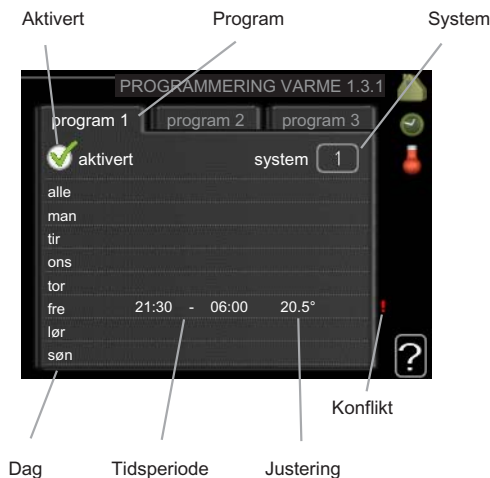 Aktivert Program System
PROGRAMMERING VARME 1.3.1
program 1 program 2 program 3
aktivert system 1
alle
man
tir
ons
tor
fre 21:30 - 06:00 20.5° !
lør
søn
?
Konflikt
Dag Tidsperiode Justering